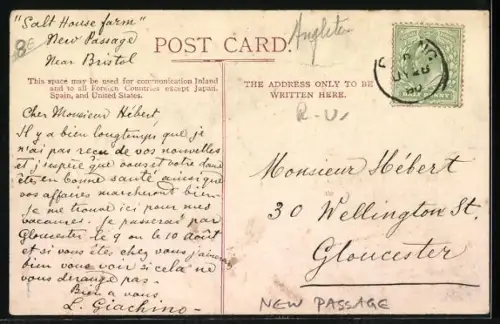 "Salt House farm"
New Passage
Near Bristol
Angleterre
POST CARD.
This space may be used for communication Inland
and to all Foreign Countries except Japan,
Spain, and United States.
THE ADDRESS ONLY TO BE
WRITTEN HERE.
R-U
Cher Monsieur Hébert.
Il y a bien longtemps que je
n'ai pas reçu de vos nouvelles
et j'espère que vous et votre dame
êtes en bonne santé ainsi que
vos affaires marcheront bien.
Je me trouve ici pour mes
vacances. Je passerai par
Gloucester le 9 ou le 10 août
et si vous êtes chez vous j'aimerai
bien vous voir si cela ne
vous dérange pas.
Bien à vous.
L. Giachino.
Monsieur Hébert
30 Wellington St.
Gloucester
NEW PASSAGE